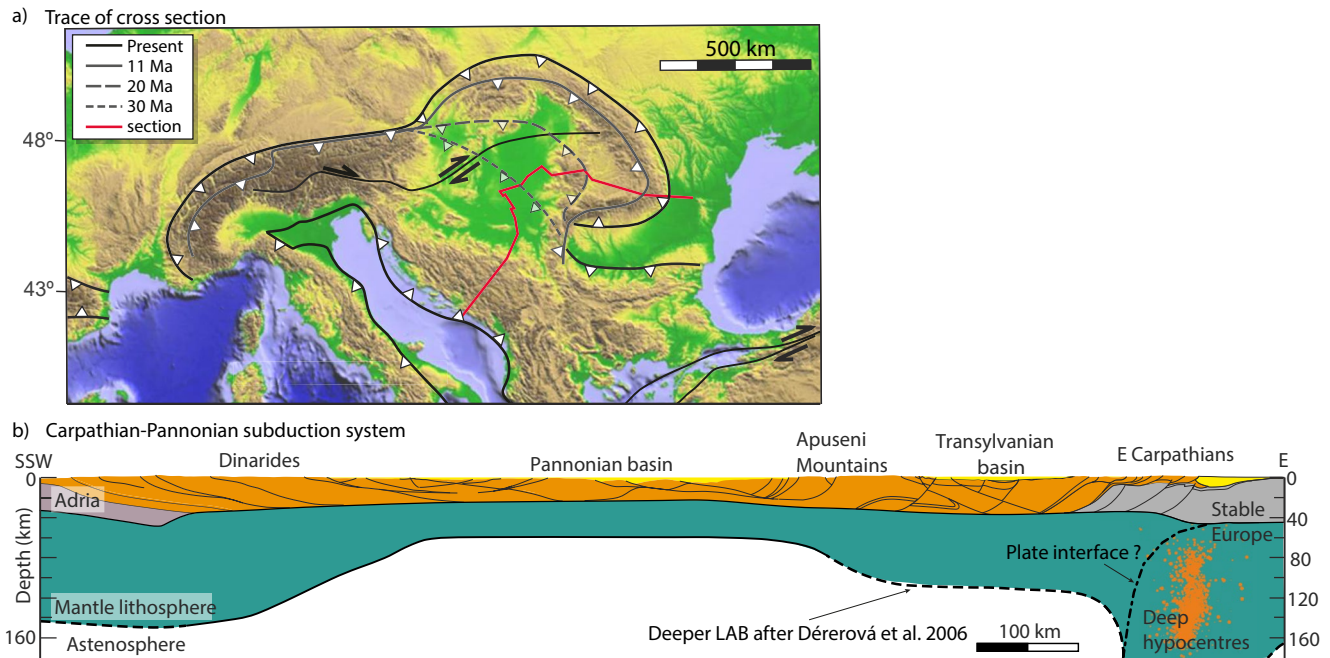 a) Trace of cross section
Present
11 Ma
20 Ma
30 Ma
section
500 km
48º
43º
b) Carpathian-Pannonian subduction system
SSW
Dinarides
Pannonian basin
Apuseni
Mountains
Transylvanian
basin
E Carpathians
E
0
Adria
Depth (km)
160
Mantle lithosphere
Astenosphere
Stable
Europe
Plate interface ?
Deep
hypocentres
Deeper LAB after Dérerová et al. 2006
100 km
0
40
80
120
160